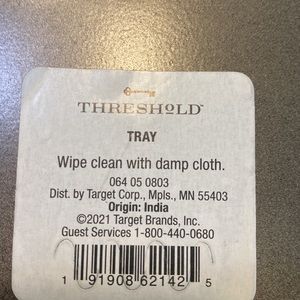 THRESHOLD™
TRAY
Wipe clean with damp cloth.
064 05 0803
Dist. by Target Corp., Mpls., MN 55403
Origin: India
©2021 Target Brands, Inc.
Guest Services 1-800-440-0680
1 91908 62142 5